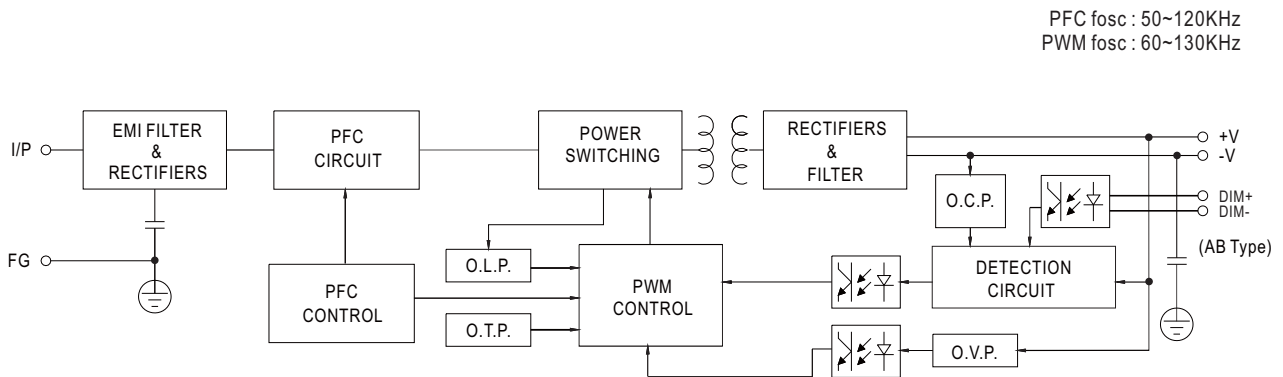 PFC fosc : 50~120KHz
PWM fosc : 60~130KHz
I/P
EMI FILTER
&
RECTIFIERS
PFC
CIRCUIT
POWER
SWITCHING
RECTIFIERS
&
FILTER
+V
-V
O.C.P.
DIM+
DIM-
(AB Type)
FG
O.L.P.
PFC
CONTROL
PWM
CONTROL
DETECTION
CIRCUIT
O.T.P.
O.V.P.